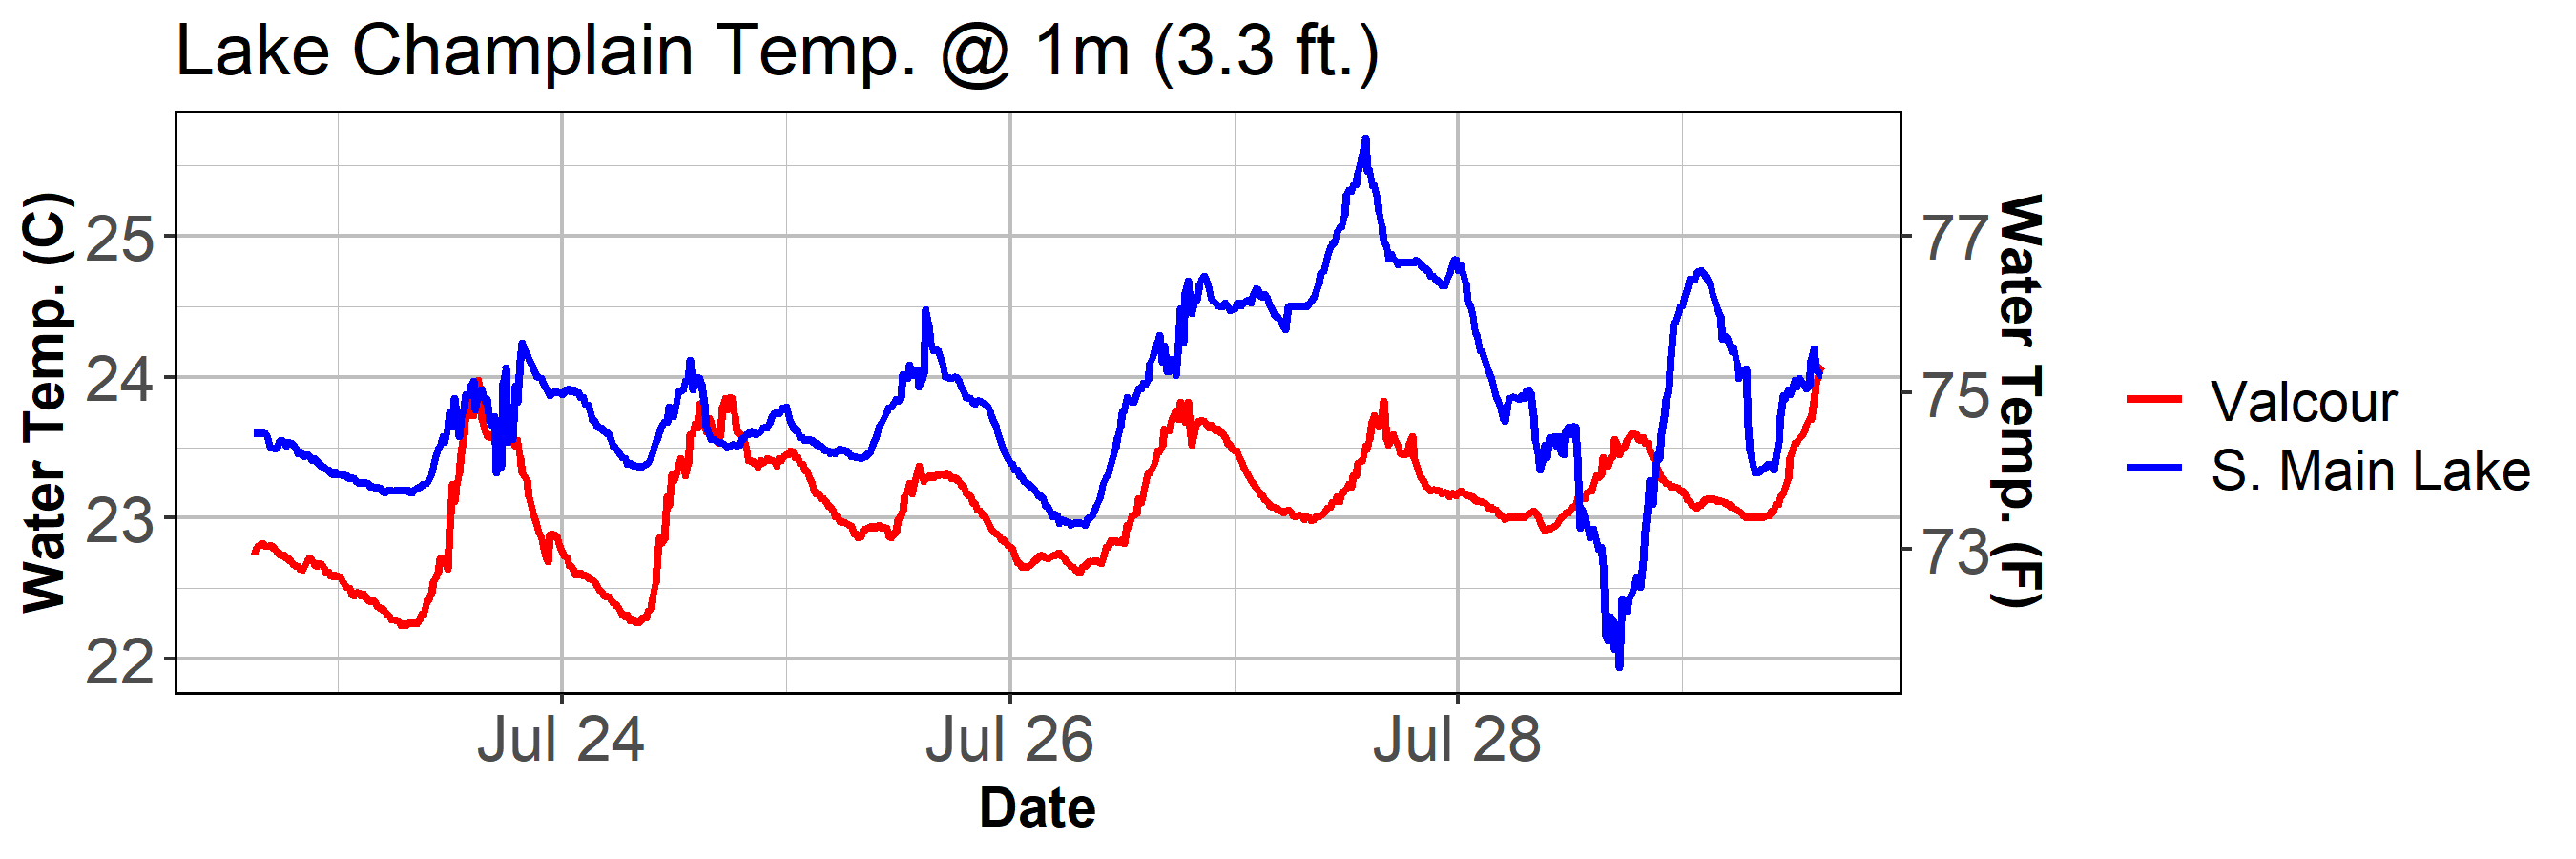 Lake Champlain Temp. @ 1m (3.3 ft.)
Water Temp. (C)
25
24
23
22
77
75
73
Water Temp. (F)
Jul 24
Jul 26
Jul 28
Date
Valcour
S. Main Lake